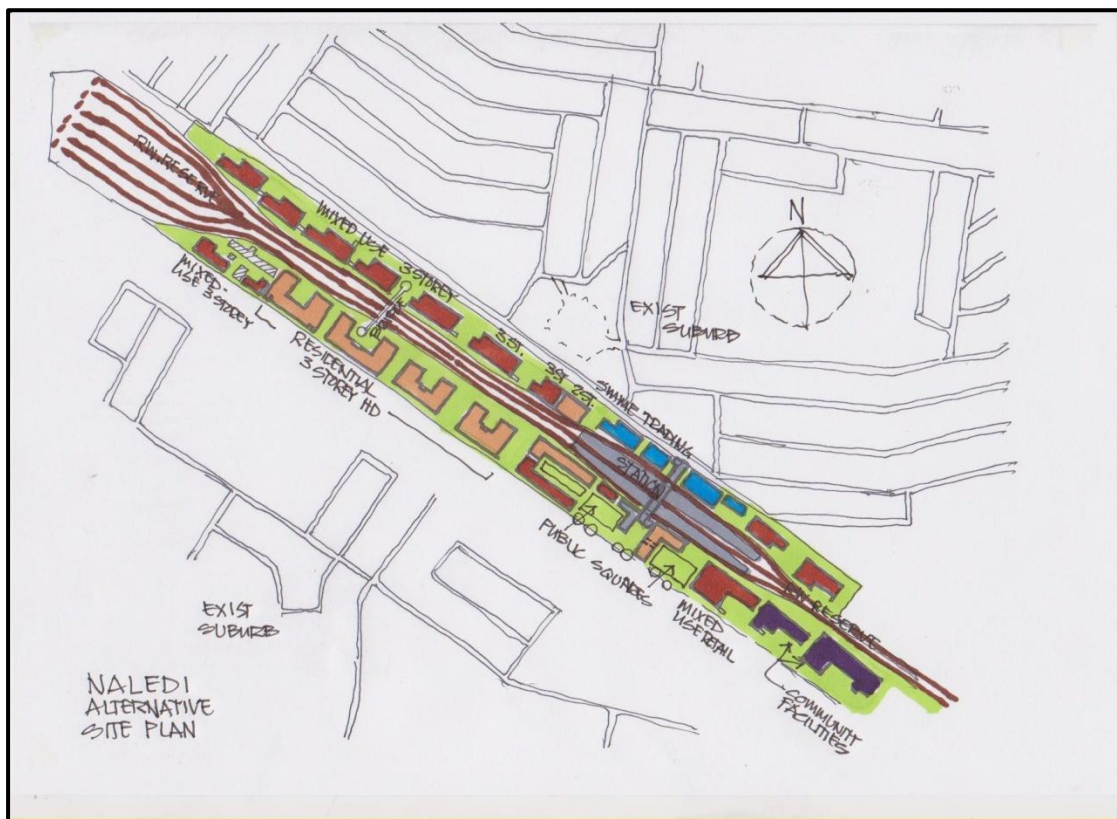 N
R.W. RESERVE
MIXED USE 3 STOREY
MIXED
USE 3 STOREY
BRIDGE
EXIST
SUBURB
RESIDENTIAL
3 STOREY HD
3 ST.
3 ST.
2 ST.
SMME TRADING
STATION
PUBLIC SQUARES
MIXED
USE RETAIL
RW RESERVE
COMMUNITY
FACILITIES
EXIST
SUBURB
NALEDI
ALTERNATIVE
SITE PLAN